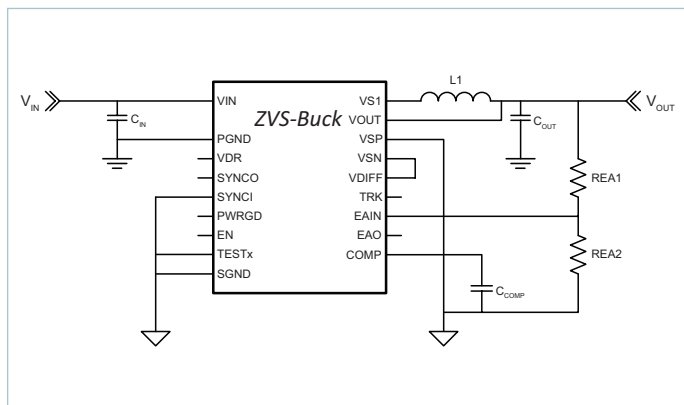 V_IN
C_IN
VIN
PGND
VDR
SYNCO
SYNCI
PWRGD
EN
TESTx
SGND
ZVS-Buck
VS1
VOUT
VSP
VSN
VDIFF
TRK
EAIN
EAO
COMP
L1
C_OUT
V_OUT
REA1
REA2
C_COMP